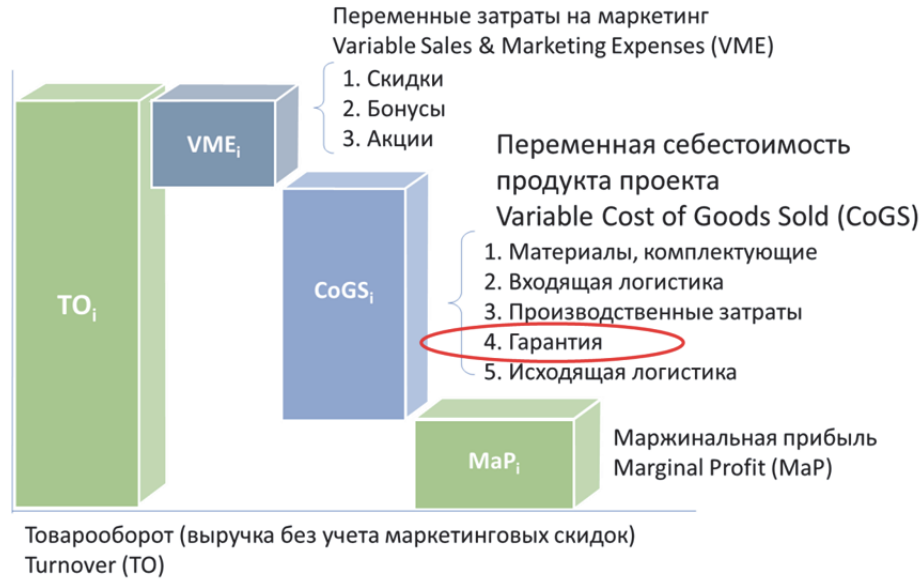 Переменные затраты на маркетинг
Variable Sales & Marketing Expenses (VME)
1. Скидки
2. Бонусы
3. Акции
VMEi
Переменная себестоимость
продукта проекта
Variable Cost of Goods Sold (CoGS)
1. Материалы, комплектующие
2. Входящая логистика
3. Производственные затраты
4. Гарантия
5. Исходящая логистика
TOi
CoGSi
MaPi
Маржинальная прибыль
Marginal Profit (MaP)
Товарооборот (выручка без учета маркетинговых скидок)
Turnover (TO)